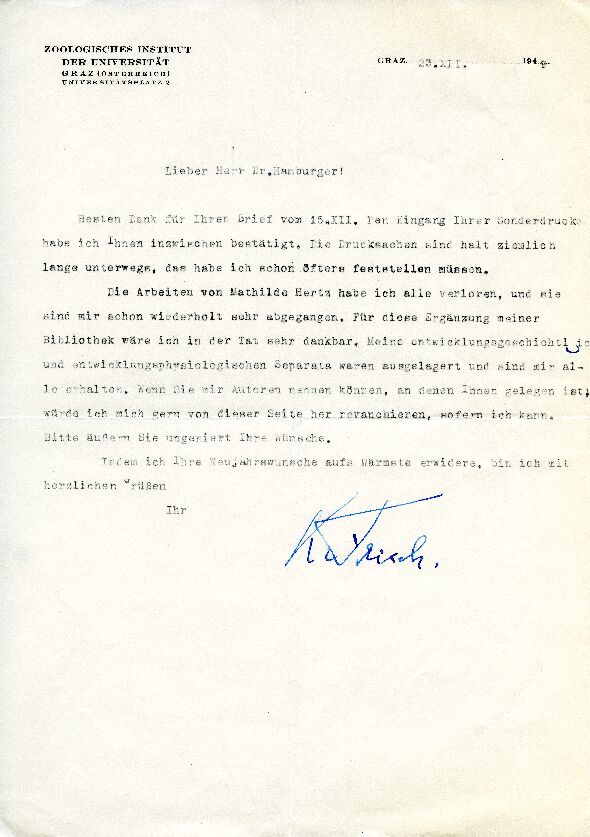 ZOOLOGISCHES INSTITUT
DER UNIVERSITÄT
GRAZ (ÖSTERREICH)
UNIVERSITÄTSPLATZ 2
GRAZ, 23.XII. 194
Lieber Herr Dr.Hamburger!
Besten Dank für Ihren Brief vom 15.XII. Den Eingang Ihrer Sonderdrucke
habe ich Ihnen inzwischen bestätigt. Die Drucksachen sind halt ziemlich
lange unterwegs, das habe ich schon öfters feststellen müssen.
Die Arbeiten von Mathilde Hertz habe ich alle verloren, und sie
sind mir schon wiederholt sehr abgegangen. Für diese Ergänzung meiner
Bibliothek wäre ich in der Tat sehr dankbar. Meine entwicklungsgeschichtl ic
und entwicklungsphysiologischen Separata waren ausgelagert und sind mir al-
le erhalten. Wenn Sie mir Autoren nennen können, an denen Ihnen gelegen ist,
würde ich mich gern von dieser Seite her revanchieren, sofern ich kann.
Bitte äußern Sie ungeniert Ihre Wünsche.
Indem ich Ihre Neujahrswünsche aufs Wärmste erwidere, bin ich mit
herzlichen Grüßen
Ihr
K v Frisch.